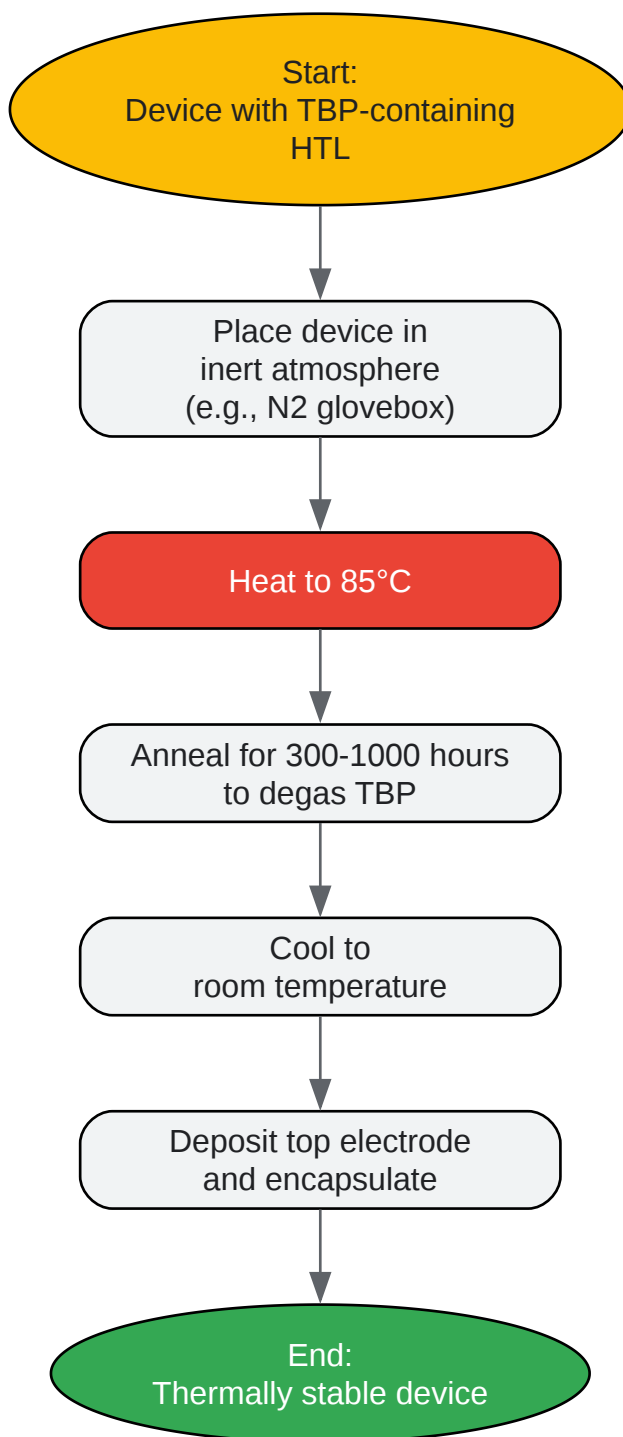 Start:
Device with TBP-containing
HTL
Place device in
inert atmosphere
(e.g., N2 glovebox)
Heat to 85°C
Anneal for 300-1000 hours
to degas TBP
Cool to
room temperature
Deposit top electrode
and encapsulate
End:
Thermally stable device